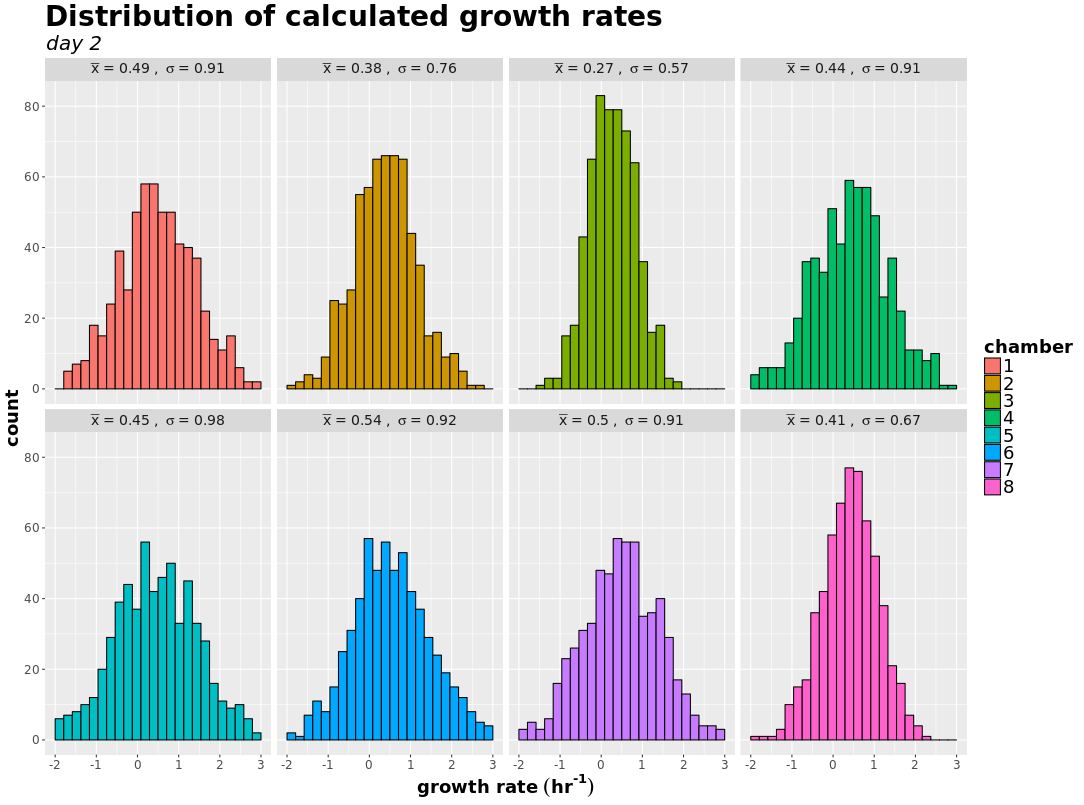 Distribution of calculated growth rates
day 2
x̅ = 0.49 , σ = 0.91
x̅ = 0.38 , σ = 0.76
x̅ = 0.27 , σ = 0.57
x̅ = 0.44 , σ = 0.91
80
60
40
20
0
count
x̅ = 0.45 , σ = 0.98
x̅ = 0.54 , σ = 0.92
x̅ = 0.5 , σ = 0.91
x̅ = 0.41 , σ = 0.67
80
60
40
20
0
-2 -1 0 1 2 3
-2 -1 0 1 2 3
-2 -1 0 1 2 3
-2 -1 0 1 2 3
growth rate (hr⁻¹)
chamber
1
2
3
4
5
6
7
8